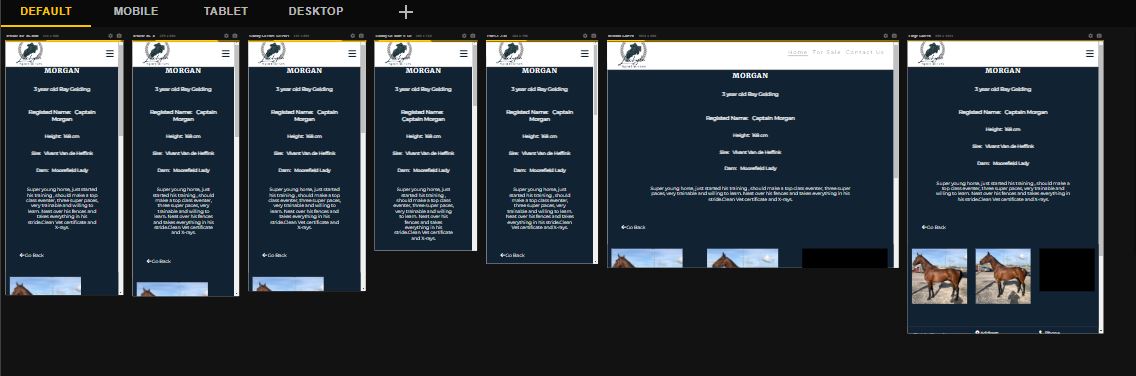 DEFAULT
MOBILE
TABLET
DESKTOP
MORGAN
3 year old Bay Gelding
Registed Name: Captain
Morgan
Height: 168 cm
Sire: Vivant Van de Heffink
Dam: Moorefield Lady
Super young horse, just started
his training , should make a top
class eventer, three super paces,
very trainable and willing to
learn. Neat over his fences and
takes everything in his
stride.Clean Vet certificate and
X-rays.
Go Back
MORGAN
3 year old Bay Gelding
Registed Name: Captain
Morgan
Height: 168 cm
Sire: Vivant Van de Heffink
Dam: Moorefield Lady
Super young horse, just
started his training , should
make a top class eventer,
three super paces, very
trainable and willing to
learn. Neat over his fences
and takes everything in his
stride.Clean Vet certificate
and X-rays.
Go Back
MORGAN
3 year old Bay Gelding
Registed Name: Captain
Morgan
Height: 168 cm
Sire: Vivant Van de Heffink
Dam: Moorefield Lady
Super young horse, just started
his training , should make a top
class eventer, three super paces,
very trainable and willing to
learn. Neat over his fences and
takes everything in his
stride.Clean Vet certificate and
X-rays.
Go Back
MORGAN
3 year old Bay Gelding
Registed Name:
Captain Morgan
Height: 168 cm
Sire: Vivant Van de Heffink
Dam: Moorefield Lady
Super young horse, just
started his training ,
should make a top class
eventer, three super paces,
very trainable and willing
to learn. Neat over his
fences and takes
everything in his
stride.Clean Vet certificate
and X-rays.
MORGAN
3 year old Bay Gelding
Registed Name: Captain
Morgan
Height: 168 cm
Sire: Vivant Van de Heffink
Dam: Moorefield Lady
Super young horse, just
started his training , should
make a top class eventer,
three super paces, very
trainable and willing to
learn. Neat over his fences
and takes everything in his
stride.Clean Vet certificate
and X-rays.
Go Back
Home For Sale Contact Us
MORGAN
3 year old Bay Gelding
Registed Name: Captain Morgan
Height: 168 cm
Sire: Vivant Van de Heffink
Dam: Moorefield Lady
Super young horse, just started his training , should make a top class eventer, three super
paces, very trainable and willing to learn. Neat over his fences and takes everything in his
stride.Clean Vet certificate and X-rays.
Go Back
MORGAN
3 year old Bay Gelding
Registed Name: Captain Morgan
Height: 168 cm
Sire: Vivant Van de Heffink
Dam: Moorefield Lady
Super young horse, just started his training , should make a
top class eventer, three super paces, very trainable and
willing to learn. Neat over his fences and takes everything in
his stride.Clean Vet certificate and X-rays.
Go Back